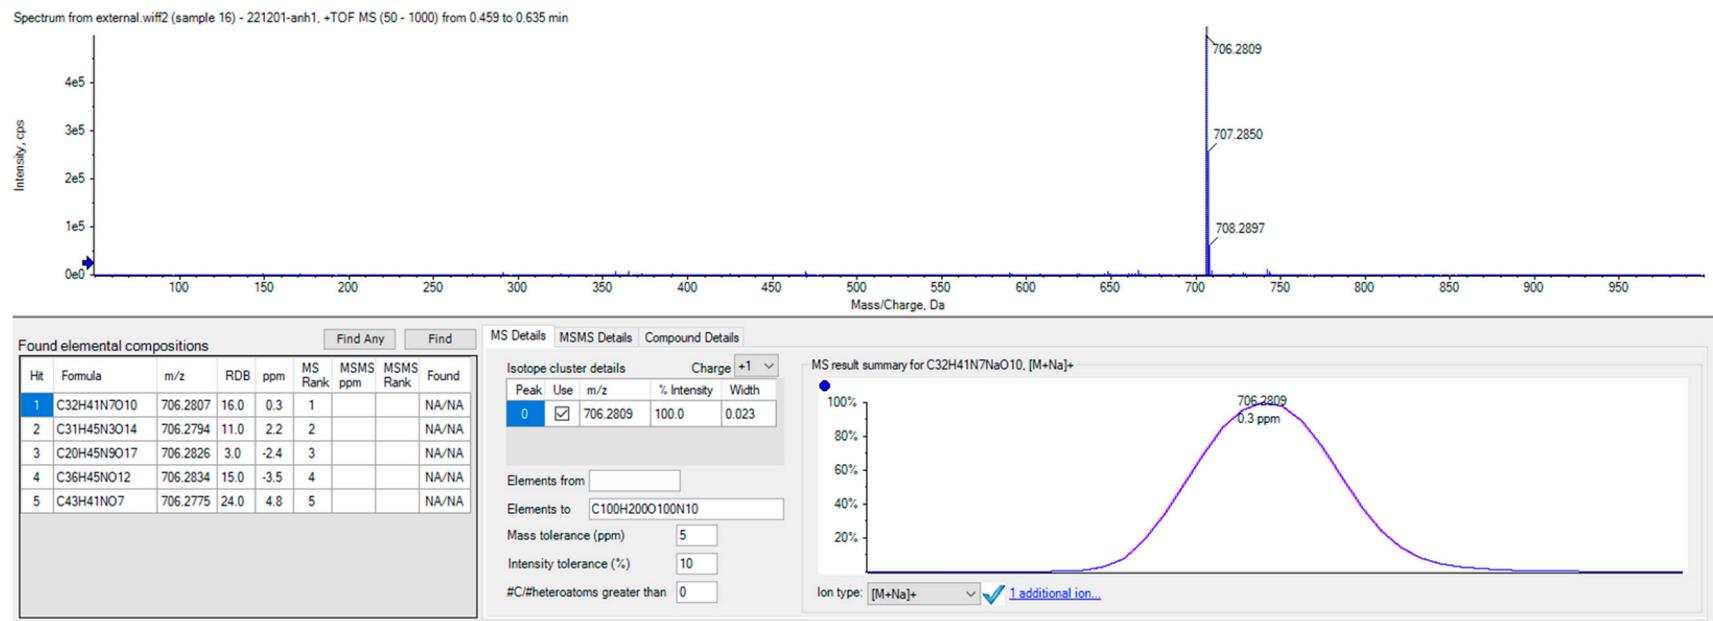 Spectrum from external.wiff2 (sample 16) - 221201-anh1, +TOF MS (50 - 1000) from 0.459 to 0.635 min
706.2809
4e5
3e5
707.2850
2e5
1e5
708.2897
0e0
Intensity, cps
100 150 200 250 300 350 400 450 500 550 600 650 700 750 800 850 900 950
Mass/Charge, Da
Found elemental compositions
Find Any Find
Hit Formula m/z RDB ppm MS Rank MSMS ppm MSMS Rank Found
1 C32H41N7O10 706.2807 16.0 0.3 1 NA/NA
2 C31H45N3O14 706.2794 11.0 2.2 2 NA/NA
3 C20H45N9O17 706.2826 3.0 -2.4 3 NA/NA
4 C36H45NO12 706.2834 15.0 -3.5 4 NA/NA
5 C43H41NO7 706.2775 24.0 4.8 5 NA/NA
MS Details MSMS Details Compound Details
Isotope cluster details Charge +1
Peak Use m/z % Intensity Width
0 706.2809 100.0 0.023
Elements from
Elements to C100H200O100N10
Mass tolerance (ppm) 5
Intensity tolerance (%) 10
#C/#heteroatoms greater than 0
MS result summary for C32H41N7NaO10, [M+Na]+
706.2809
0.3 ppm
100%
80%
60%
40%
20%
Ion type: [M+Na]+ 1 additional ion...